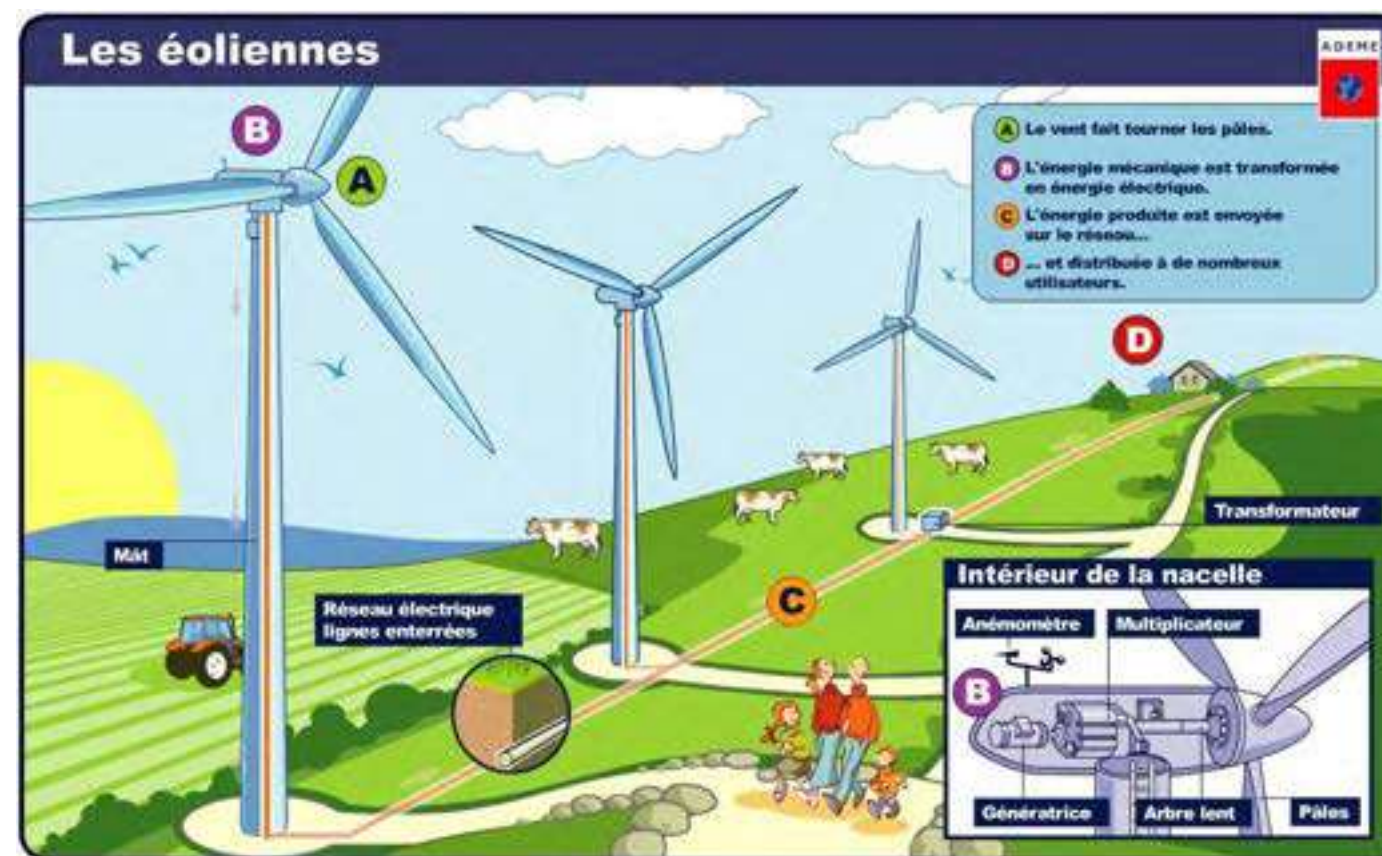 Les éoliennes
ADEME
A Le vent fait tourner les pâles.
B L'énergie mécanique est transformée
en énergie électrique.
C L'énergie produite est envoyée
sur le réseau...
D ... et distribuée à de nombreux
utilisateurs.
B
A
D
Mât
Réseau électrique
lignes enterrées
C
Transformateur
Intérieur de la nacelle
Anémomètre
Multiplicateur
B
Génératrice
Arbre lent
Pâles